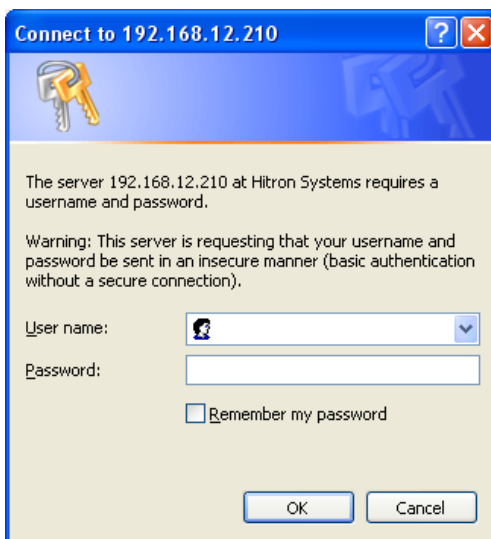 Connect to 192.168.12.210
The server 192.168.12.210 at Hitron Systems requires a
username and password.
Warning: This server is requesting that your username and
password be sent in an insecure manner (basic authentication
without a secure connection).
User name:
Password:
Remember my password
OK Cancel